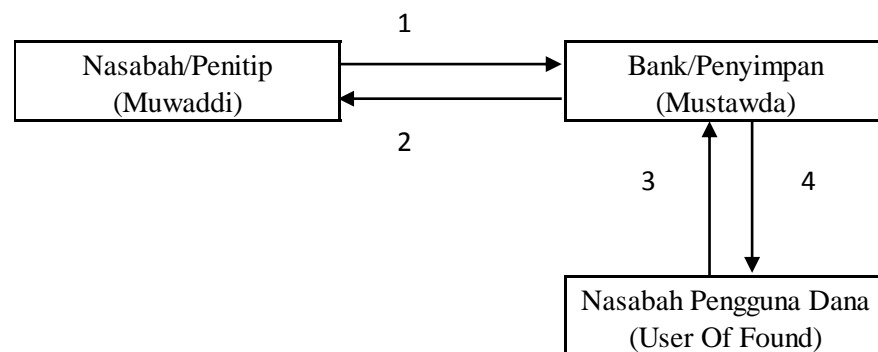 1
Nasabah/Penitip
(Muwaddi)
Bank/Penyimpan
(Mustawda)
2
3
4
Nasabah Pengguna Dana
(User Of Found)